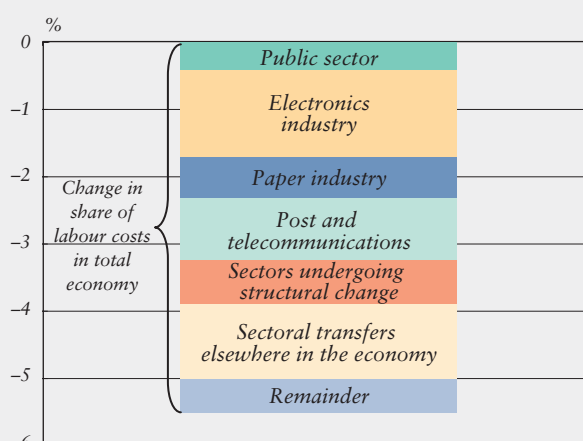 %
0
Public sector
Electronics
industry
–1
Paper industry
–2
Change in
share of
labour costs
in total
economy
Post and
telecommunications
–3
Sectors undergoing
structural change
–4
Sectoral transfers
elsewhere in the economy
–5
Remainder